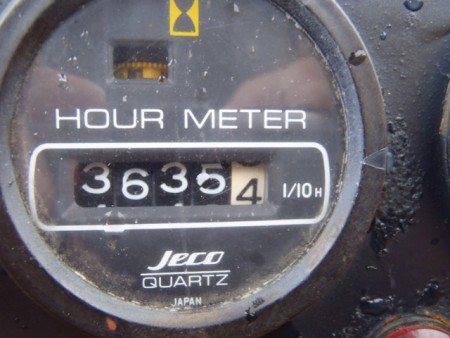 HOUR METER
36354 1/10H
Jeco
QUARTZ
JAPAN